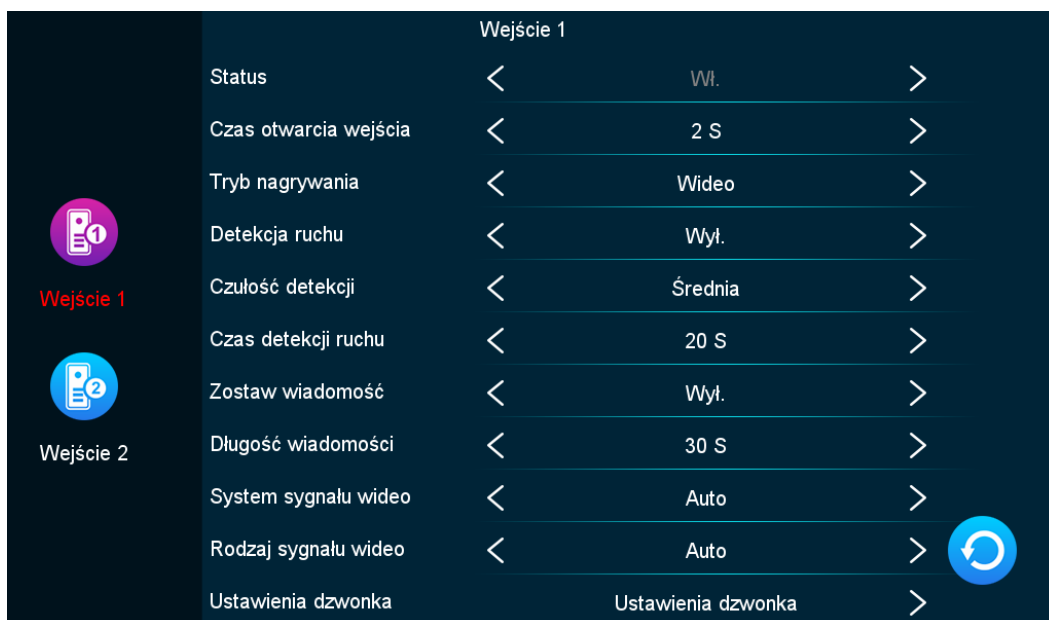 Wejście 1
Status Wł.
Czas otwarcia wejścia 2 S
Tryb nagrywania Wideo
Detekcja ruchu Wył.
Czułość detekcji Średnia
Czas detekcji ruchu 20 S
Zostaw wiadomość Wył.
Długość wiadomości 30 S
System sygnału wideo Auto
Rodzaj sygnału wideo Auto
Ustawienia dzwonka Ustawienia dzwonka
1
Wejście 1
2
Wejście 2